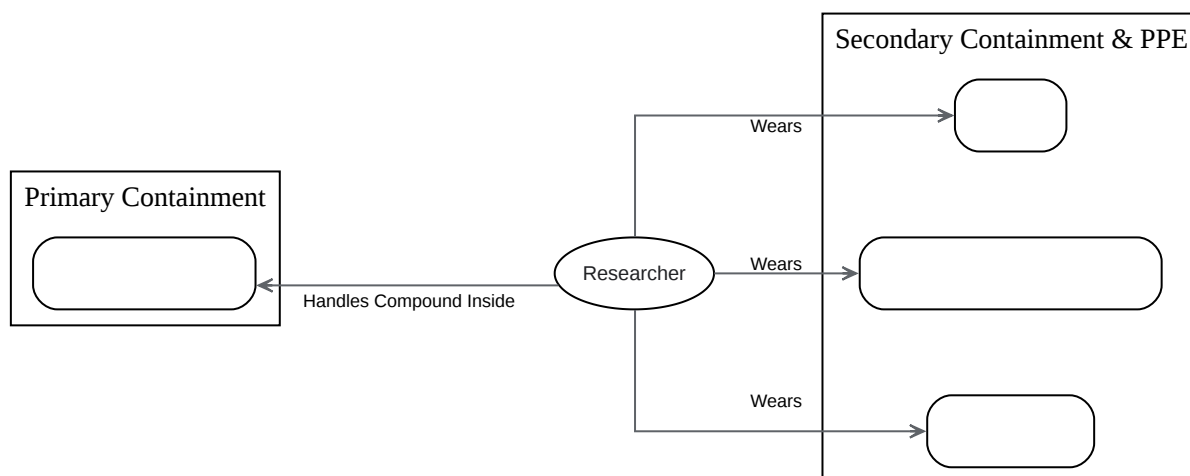 Secondary Containment & PPE
Wears
Primary Containment
Researcher
Wears
Handles Compound Inside
Wears